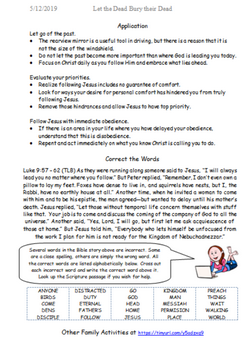 5/12/2019
Let the Dead Bury their Dead
Application
Let go of the past.
• The rearview mirror is a useful tool in driving, but there is a reason that it is
not the size of the windshield.
• Do not let the past become more important than where God is leading you today.
• Focus on Christ daily as you follow Him and embrace what lies ahead.
Evaluate your priorities.
• Realize following Jesus includes no guarantee of comfort.
• Look for ways your desire for personal comfort has hindered you from truly
following Jesus.
• Remove those hindrances and allow Jesus to have top priority.
Follow Jesus with immediate obedience.
• If there is an area in your life where you have delayed your obedience,
understand that this is disobedience.
• Repent and act immediately on what you know Christ is calling you to do.
Correct the Words
Luke 9:57 - 62 (TLB) As they were running along someone said to Jesus, "I will always
lead you no matter where you follow." But Peter replied, "Remember, I don't even own
a pillow to lay my feet. Foxes have dens to live in, and squirrels have nests, but I, the
Rabbi, have no earthly house at all." Another time, when he invited a woman to come
with him and to be his epistle, the man agreed—but wanted to delay until his mother's
death. Jesus replied, "Let those without temporal life concern themselves with stuff
like that. Your job is to come and discuss the coming of the company of God to all the
universe." Another said, "Yes, Lord, I will go, but first let me ask acquiescence of
those at home." But Jesus told him, "Everybody who lets himself be unfocused from
the work I plan for him is not ready for the Kingdom of Nebuchadnezzar."
Several words in the Bible story above are incorrect. Some
are a close spelling, others are simply the wrong word. All
correct words are listed alphabetically below. Cross out
each incorrect word and write the correct word above it.
Look up the Scripture passage if you wish for help.
ANYONE DISTRACTED GO KINGDOM PREACH
BIRDS DUTY GOD MAN THINGS
COME ETERNAL HEAD MESSIAH WAIT
DENS FATHER HOME PERMISSION WALKING
DISCIPLE FOLLOW JESUS PLACE WORLD
Other Family Activities at